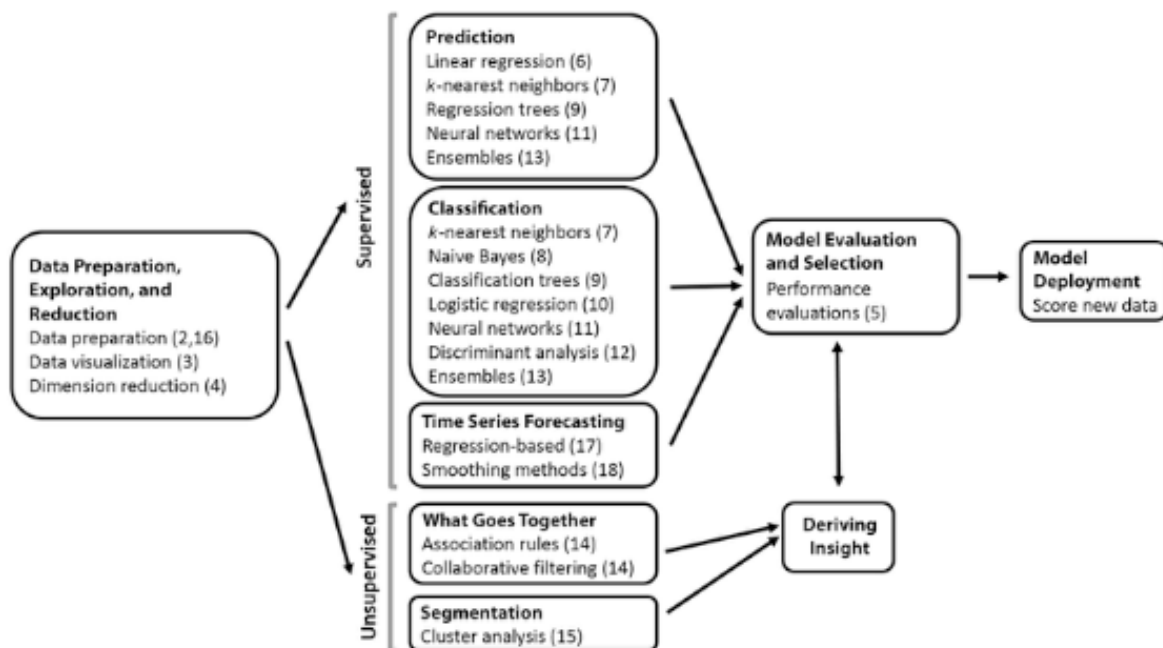 Data Preparation,
Exploration, and
Reduction
Data preparation (2,16)
Data visualization (3)
Dimension reduction (4)
Supervised
Prediction
Linear regression (6)
k-nearest neighbors (7)
Regression trees (9)
Neural networks (11)
Ensembles (13)
Classification
k-nearest neighbors (7)
Naive Bayes (8)
Classification trees (9)
Logistic regression (10)
Neural networks (11)
Discriminant analysis (12)
Ensembles (13)
Time Series Forecasting
Regression-based (17)
Smoothing methods (18)
Unsupervised
What Goes Together
Association rules (14)
Collaborative filtering (14)
Segmentation
Cluster analysis (15)
Model Evaluation
and Selection
Performance
evaluations (5)
Deriving
Insight
Model
Deployment
Score new data